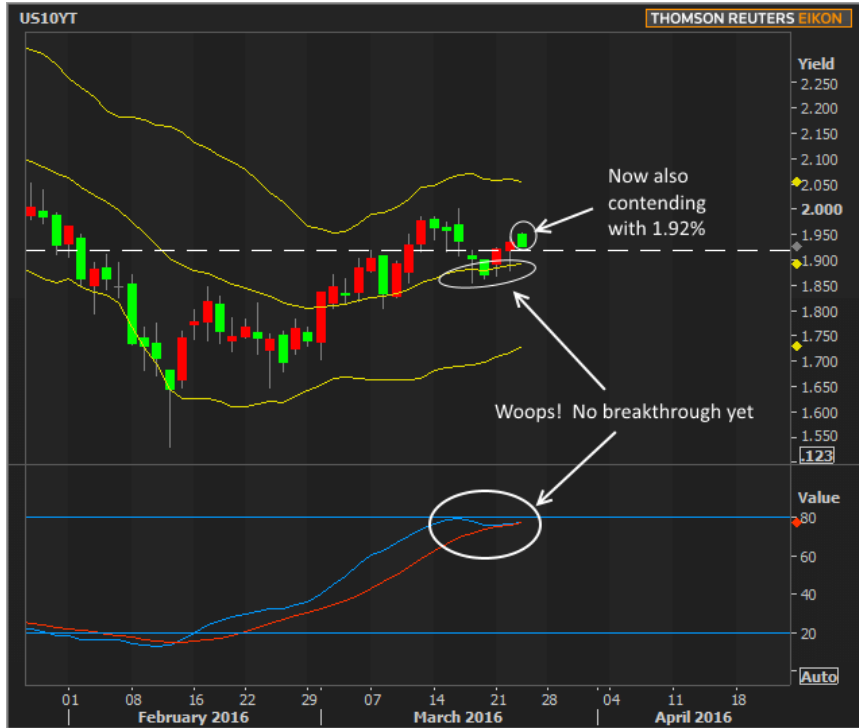 US10YT
THOMSON REUTERS EIKON
Yield
2.250
2.200
2.150
2.100
2.050
2.000
1.950
1.900
1.850
1.800
1.750
1.700
1.650
1.600
1.550
.123
Now also
contending
with 1.92%
Woops! No breakthrough yet
Value
80
60
40
20
Auto
01 08 16 22 29 07 14 21 28 04 11 18
February 2016 March 2016 April 2016